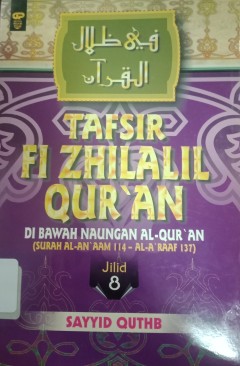 في ظلال
القرآن
TAFSIR
FI ZHILALIL
QUR`AN
DI BAWAH NAUNGAN AL-QUR`AN
(SURAH AL-AN`AAM 114 - AL-A`RAAF 137)
Jilid
8
SAYYID QUTHB